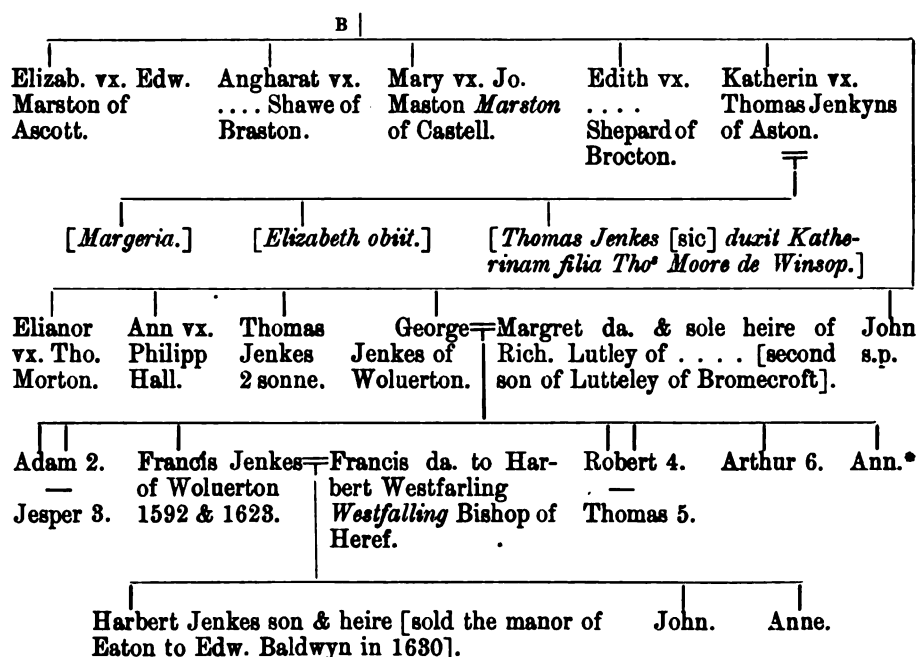 B
Elizab. vx. Edw. Marston of Ascott.
Angharat vx. .... Shawe of Braston.
Mary vx. Jo. Maston Marston of Castell.
Edith vx. .... Shepard of Brocton.
Katherin vx. Thomas Jenkyns of Aston.
[Margeria.]
[Elizabeth obiit.]
[Thomas Jenkes [sic] duxit Kathe-
rinam filia Thoˢ Moore de Winsop.]
Elianor vx. Tho. Morton.
Ann vx. Philipp Hall.
Thomas Jenkes 2 sonne.
George Jenkes of Woluerton.
Margret da. & sole heire of
Rich. Lutley of .... [second
son of Lutteley of Bromecroft].
John s.p.
Adam 2.
—
Jesper 3.
Francis Jenkes
of Woluerton
1592 & 1623.
Francis da. to Har-
bert Westfarling
Westfalling Bishop of
Heref.
Robert 4.
—
Thomas 5.
Arthur 6.
Ann.*
Harbert Jenkes son & heire [sold the manor of
Eaton to Edw. Baldwyn in 1630].
John.
Anne.